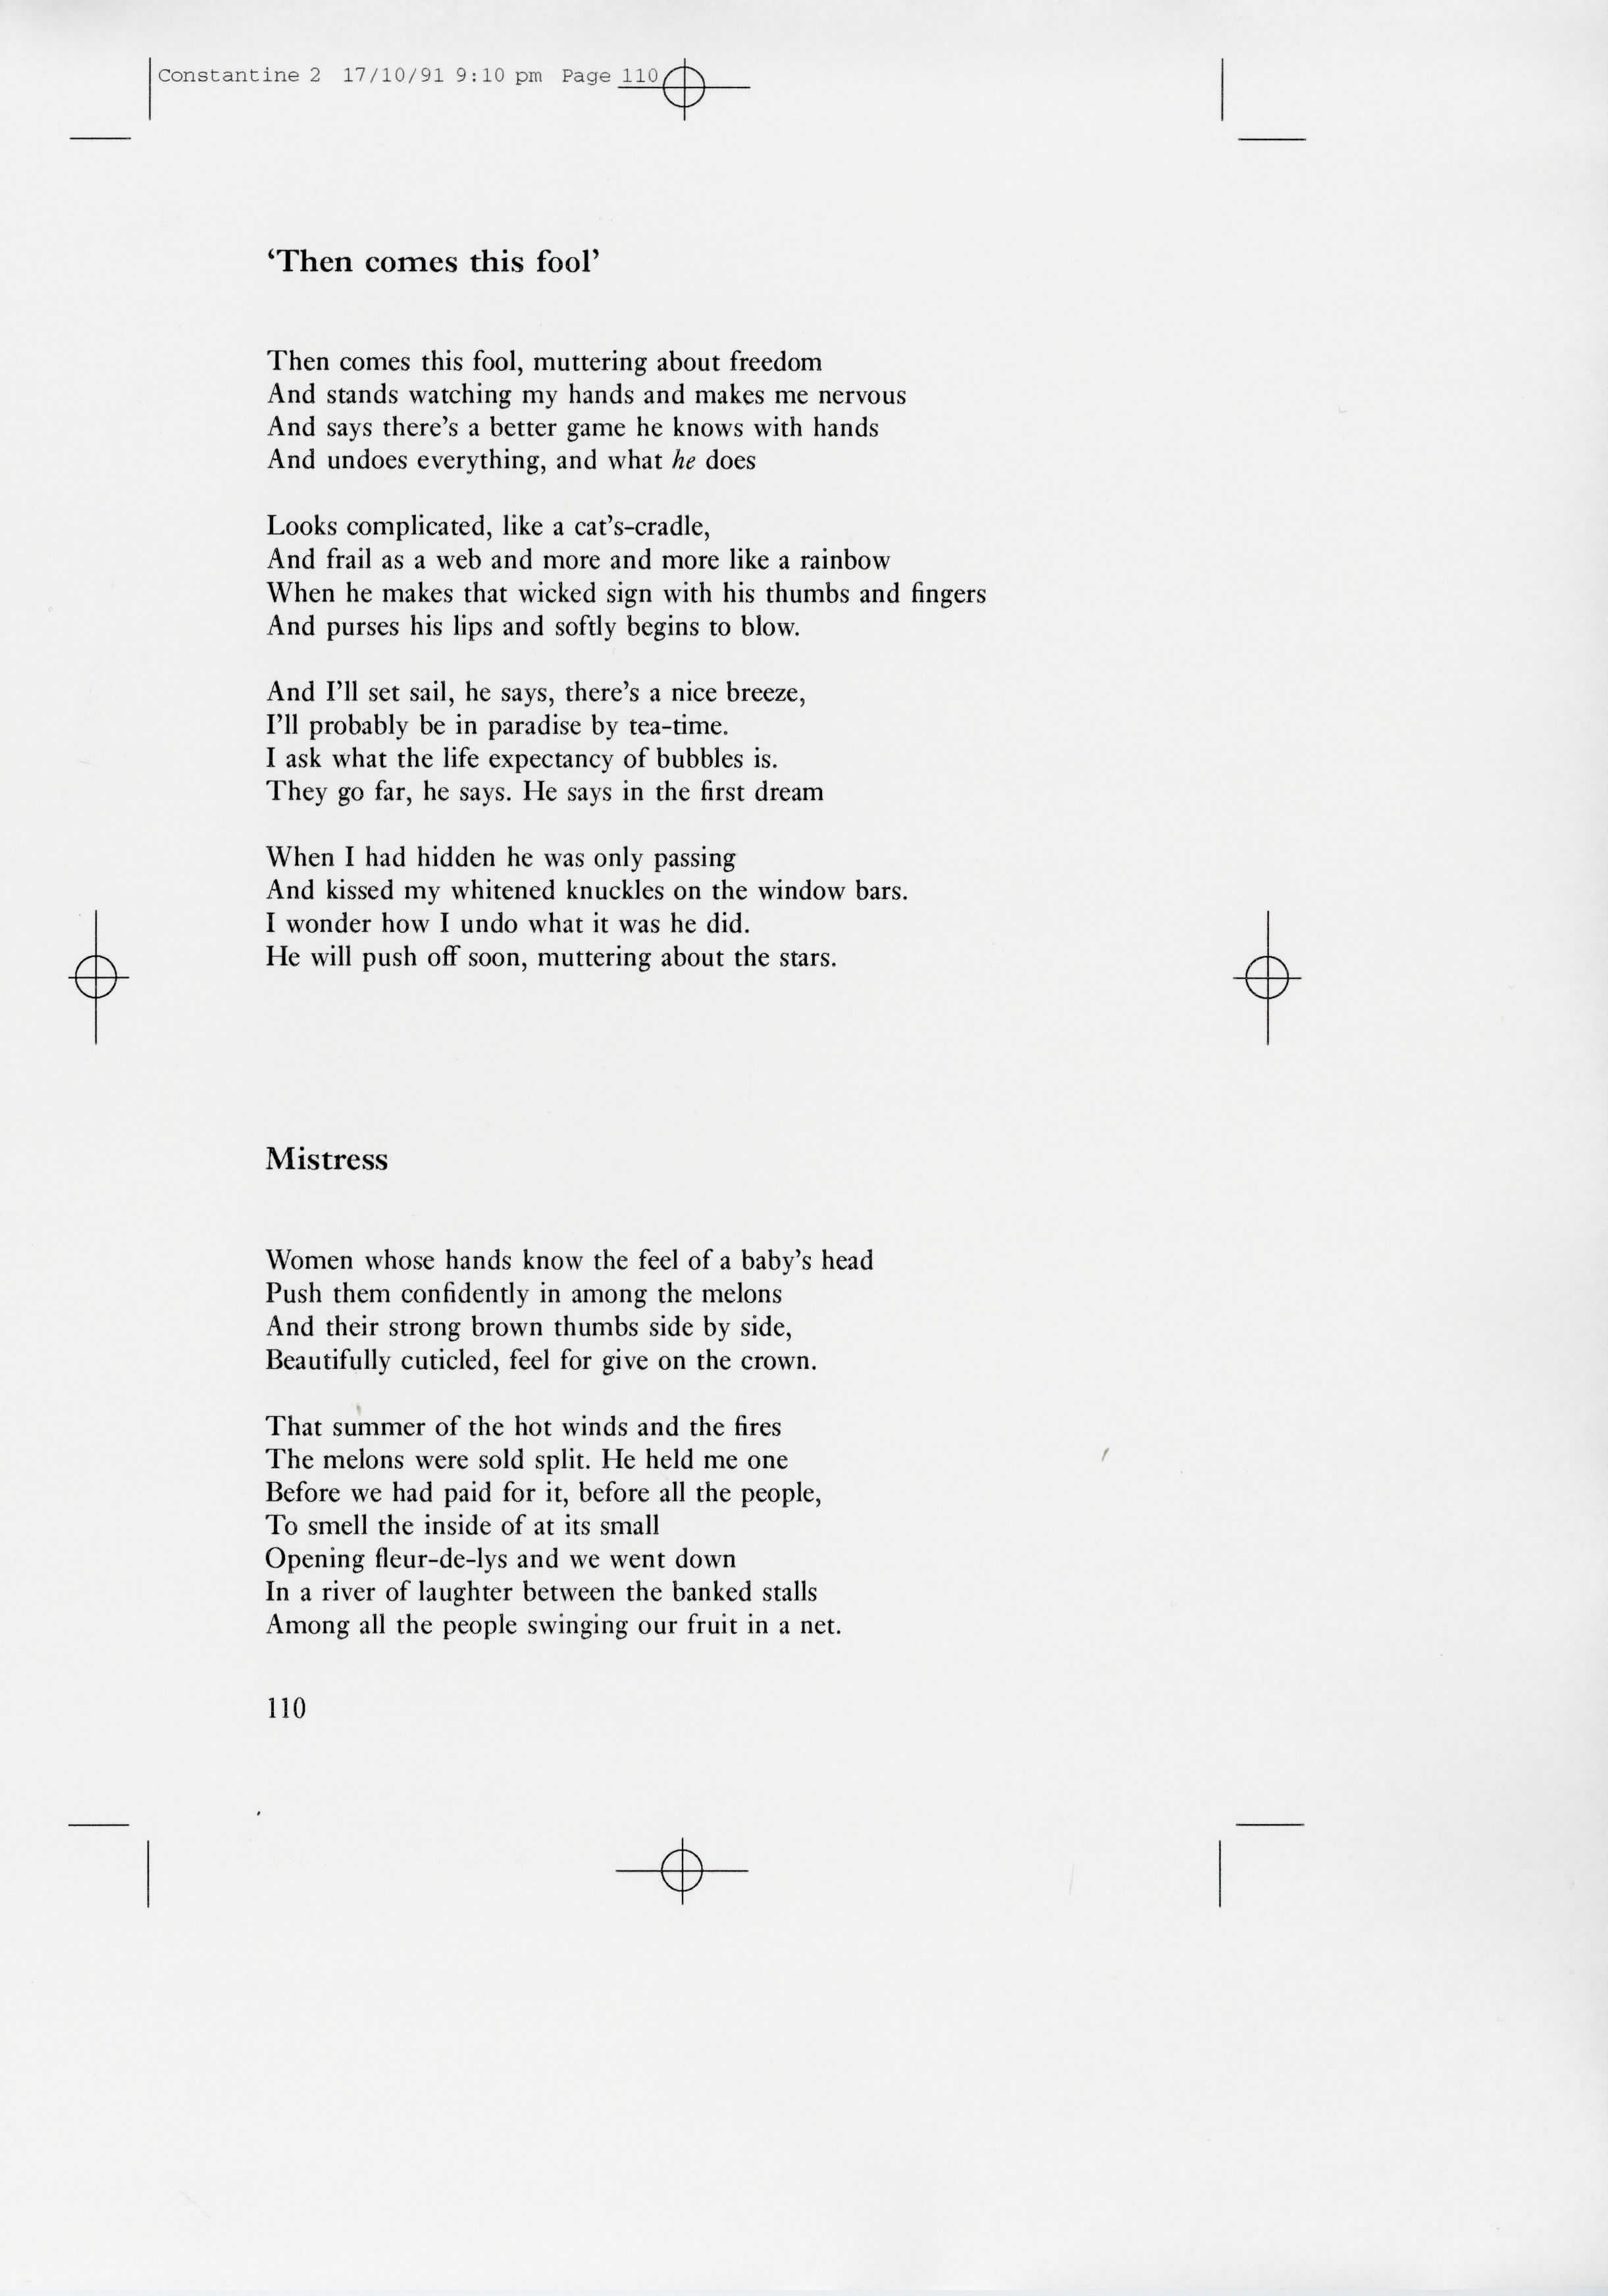 Constantine 2 17/10/91 9:10 pm Page 110
‘Then comes this fool’
Then comes this fool, muttering about freedom
And stands watching my hands and makes me nervous
And says there’s a better game he knows with hands
And undoes everything, and what he does
Looks complicated, like a cat’s-cradle,
And frail as a web and more and more like a rainbow
When he makes that wicked sign with his thumbs and fingers
And purses his lips and softly begins to blow.
And I’ll set sail, he says, there’s a nice breeze,
I’ll probably be in paradise by tea-time.
I ask what the life expectancy of bubbles is.
They go far, he says. He says in the first dream
When I had hidden he was only passing
And kissed my whitened knuckles on the window bars.
I wonder how I undo what it was he did.
He will push off soon, muttering about the stars.
Mistress
Women whose hands know the feel of a baby’s head
Push them confidently in among the melons
And their strong brown thumbs side by side,
Beautifully cuticled, feel for give on the crown.
That summer of the hot winds and the fires
The melons were sold split. He held me one
Before we had paid for it, before all the people,
To smell the inside of at its small
Opening fleur-de-lys and we went down
In a river of laughter between the banked stalls
Among all the people swinging our fruit in a net.
110